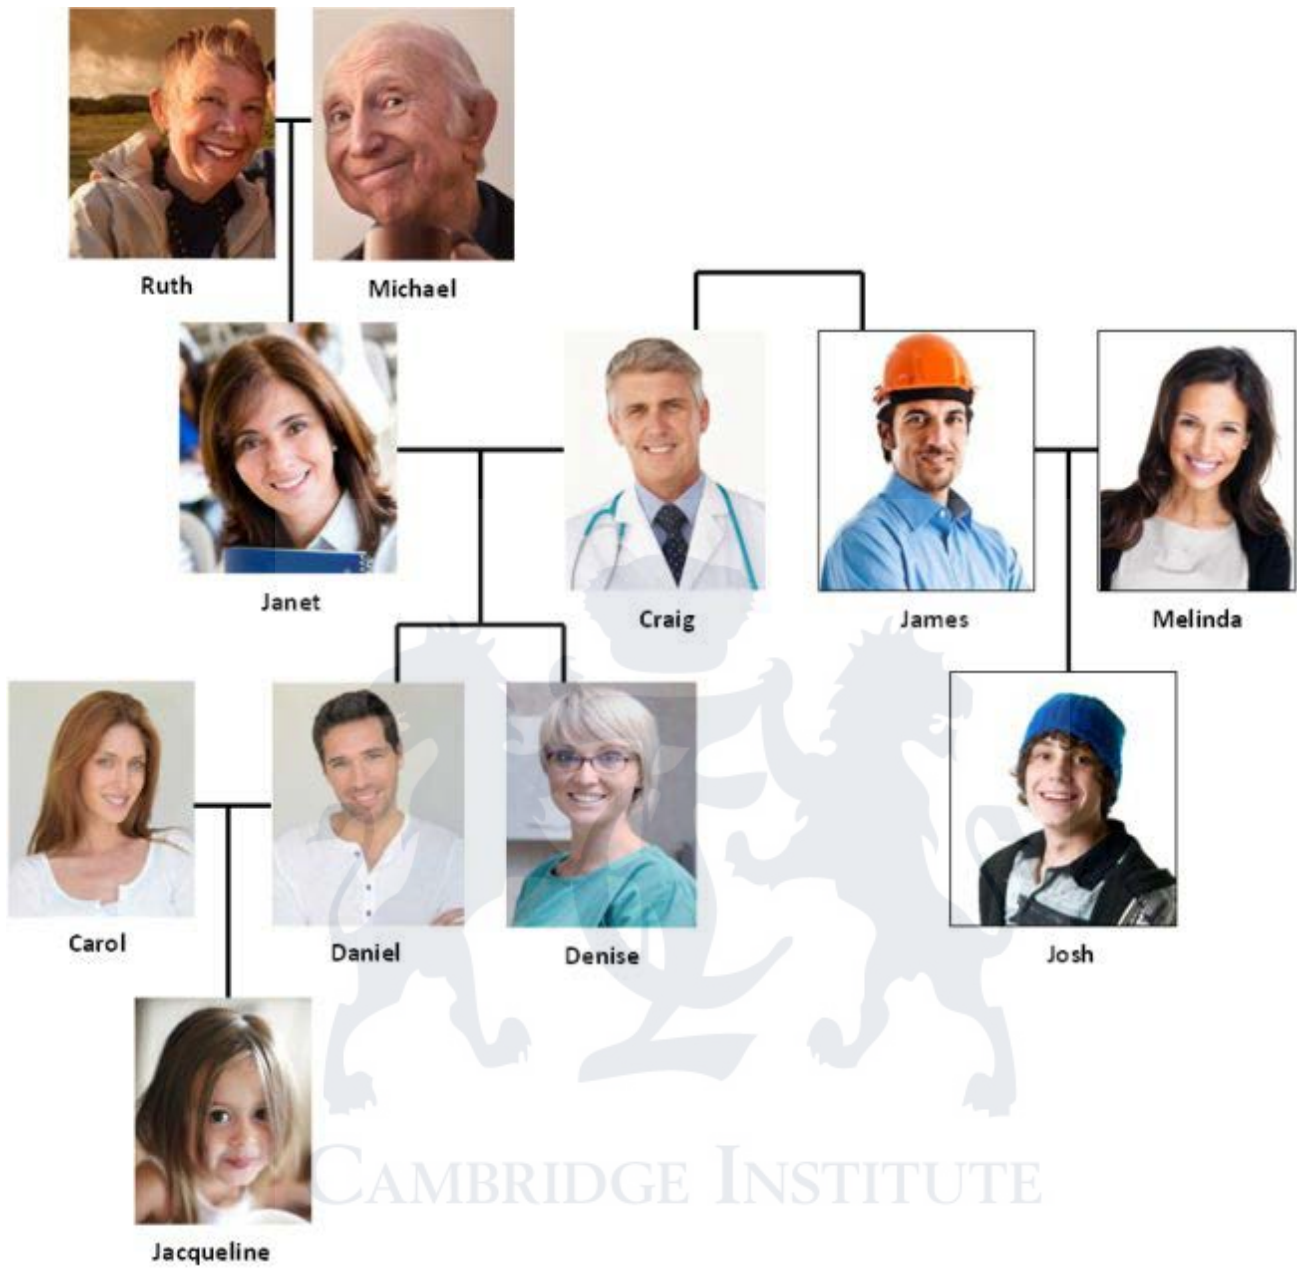 Ruth
Michael
Janet
Craig
James
Melinda
Carol
Daniel
Denise
Josh
CAMBRIDGE INSTITUTE
Jacqueline